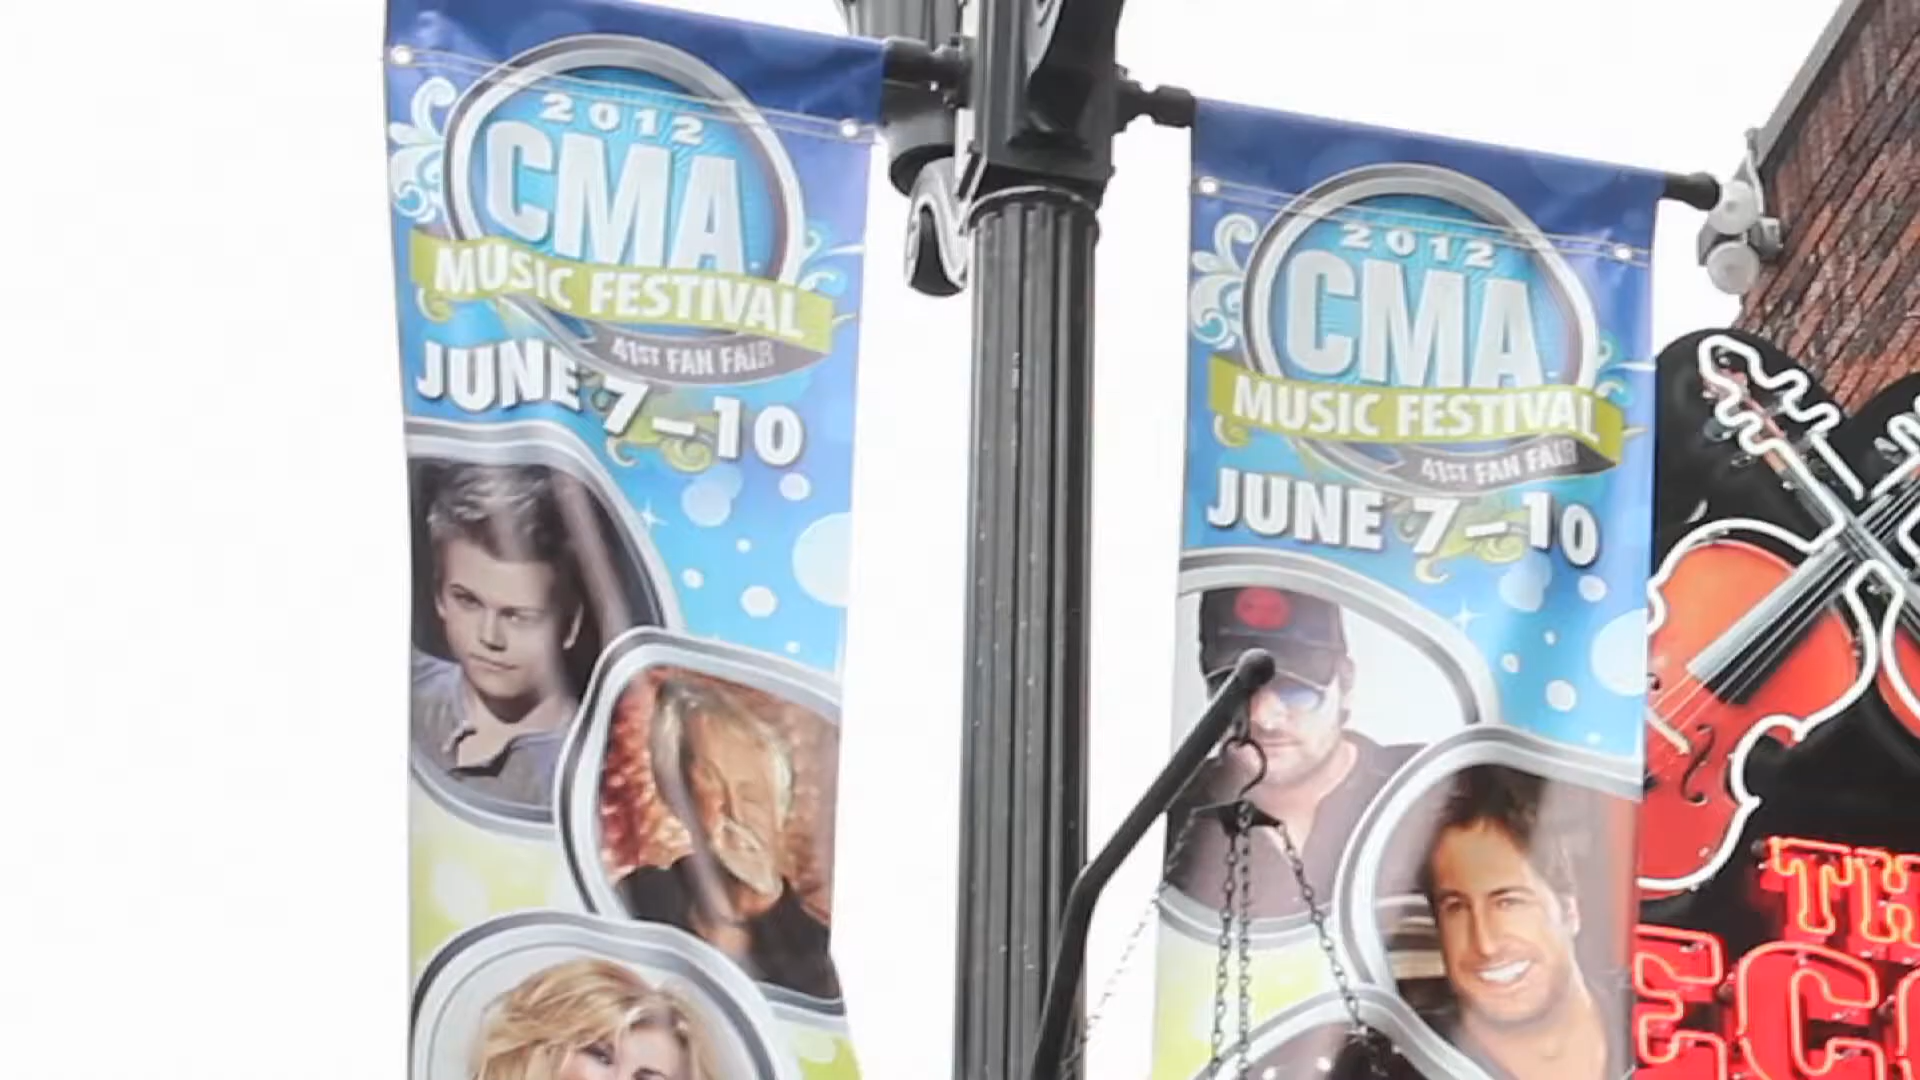 2012
CMA
MUSIC FESTIVAL
41ST FAN FAIR
JUNE 7-10
2012
CMA
MUSIC FESTIVAL
41ST FAN FAIR
JUNE 7-10